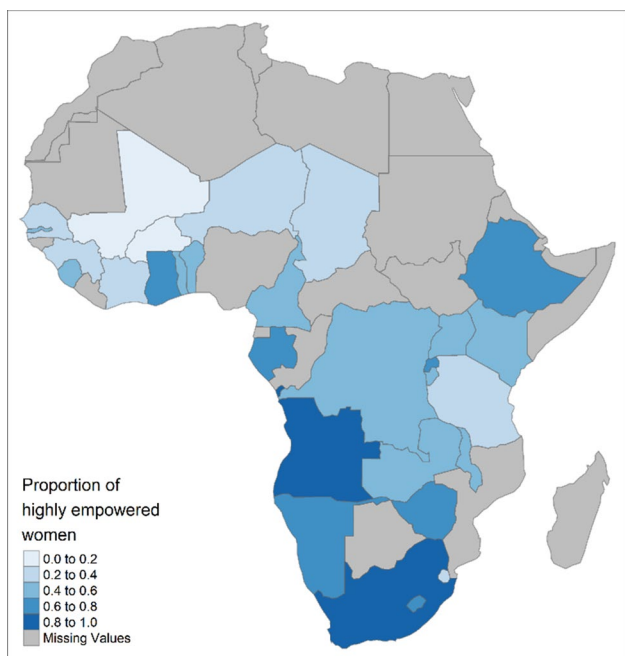 Proportion of
highly empowered
women
0.0 to 0.2
0.2 to 0.4
0.4 to 0.6
0.6 to 0.8
0.8 to 1.0
Missing Values